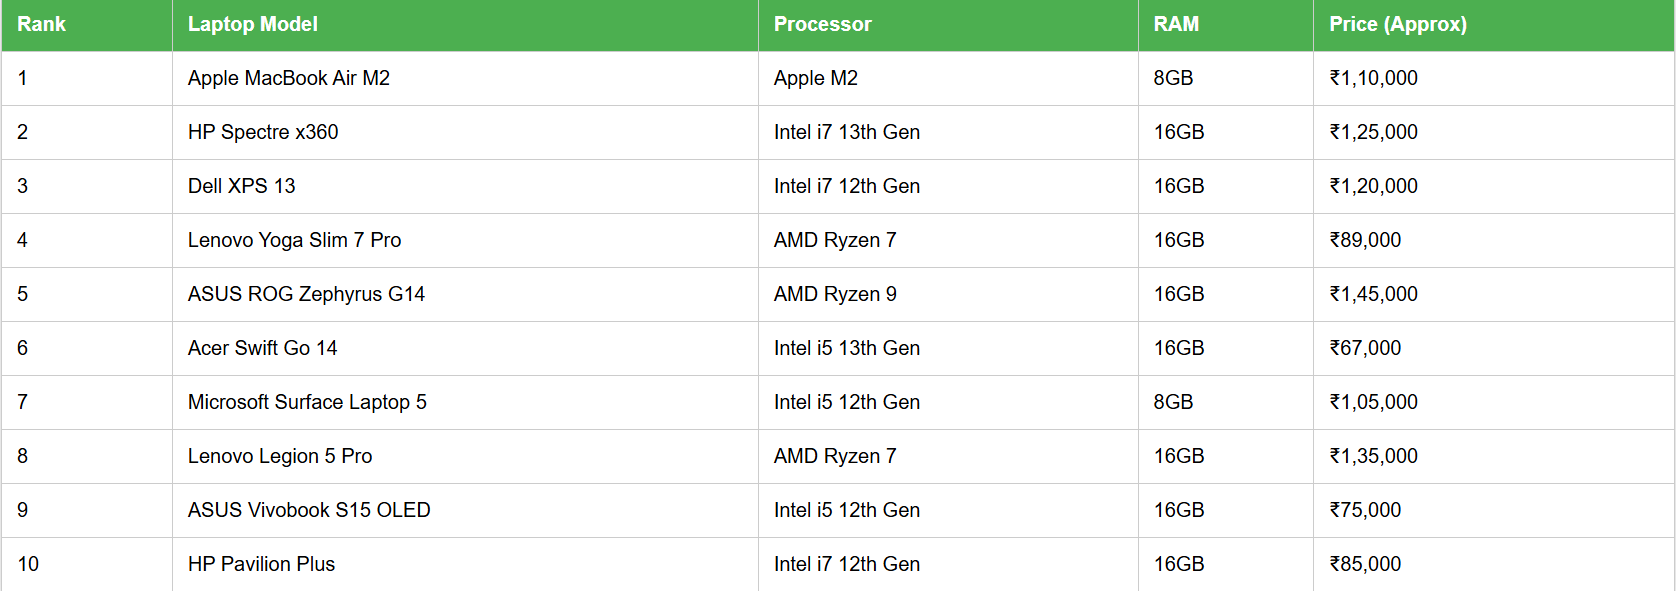 Rank Laptop Model Processor RAM Price (Approx)
1 Apple MacBook Air M2 Apple M2 8GB ₹1,10,000
2 HP Spectre x360 Intel i7 13th Gen 16GB ₹1,25,000
3 Dell XPS 13 Intel i7 12th Gen 16GB ₹1,20,000
4 Lenovo Yoga Slim 7 Pro AMD Ryzen 7 16GB ₹89,000
5 ASUS ROG Zephyrus G14 AMD Ryzen 9 16GB ₹1,45,000
6 Acer Swift Go 14 Intel i5 13th Gen 16GB ₹67,000
7 Microsoft Surface Laptop 5 Intel i5 12th Gen 8GB ₹1,05,000
8 Lenovo Legion 5 Pro AMD Ryzen 7 16GB ₹1,35,000
9 ASUS Vivobook S15 OLED Intel i5 12th Gen 16GB ₹75,000
10 HP Pavilion Plus Intel i7 12th Gen 16GB ₹85,000